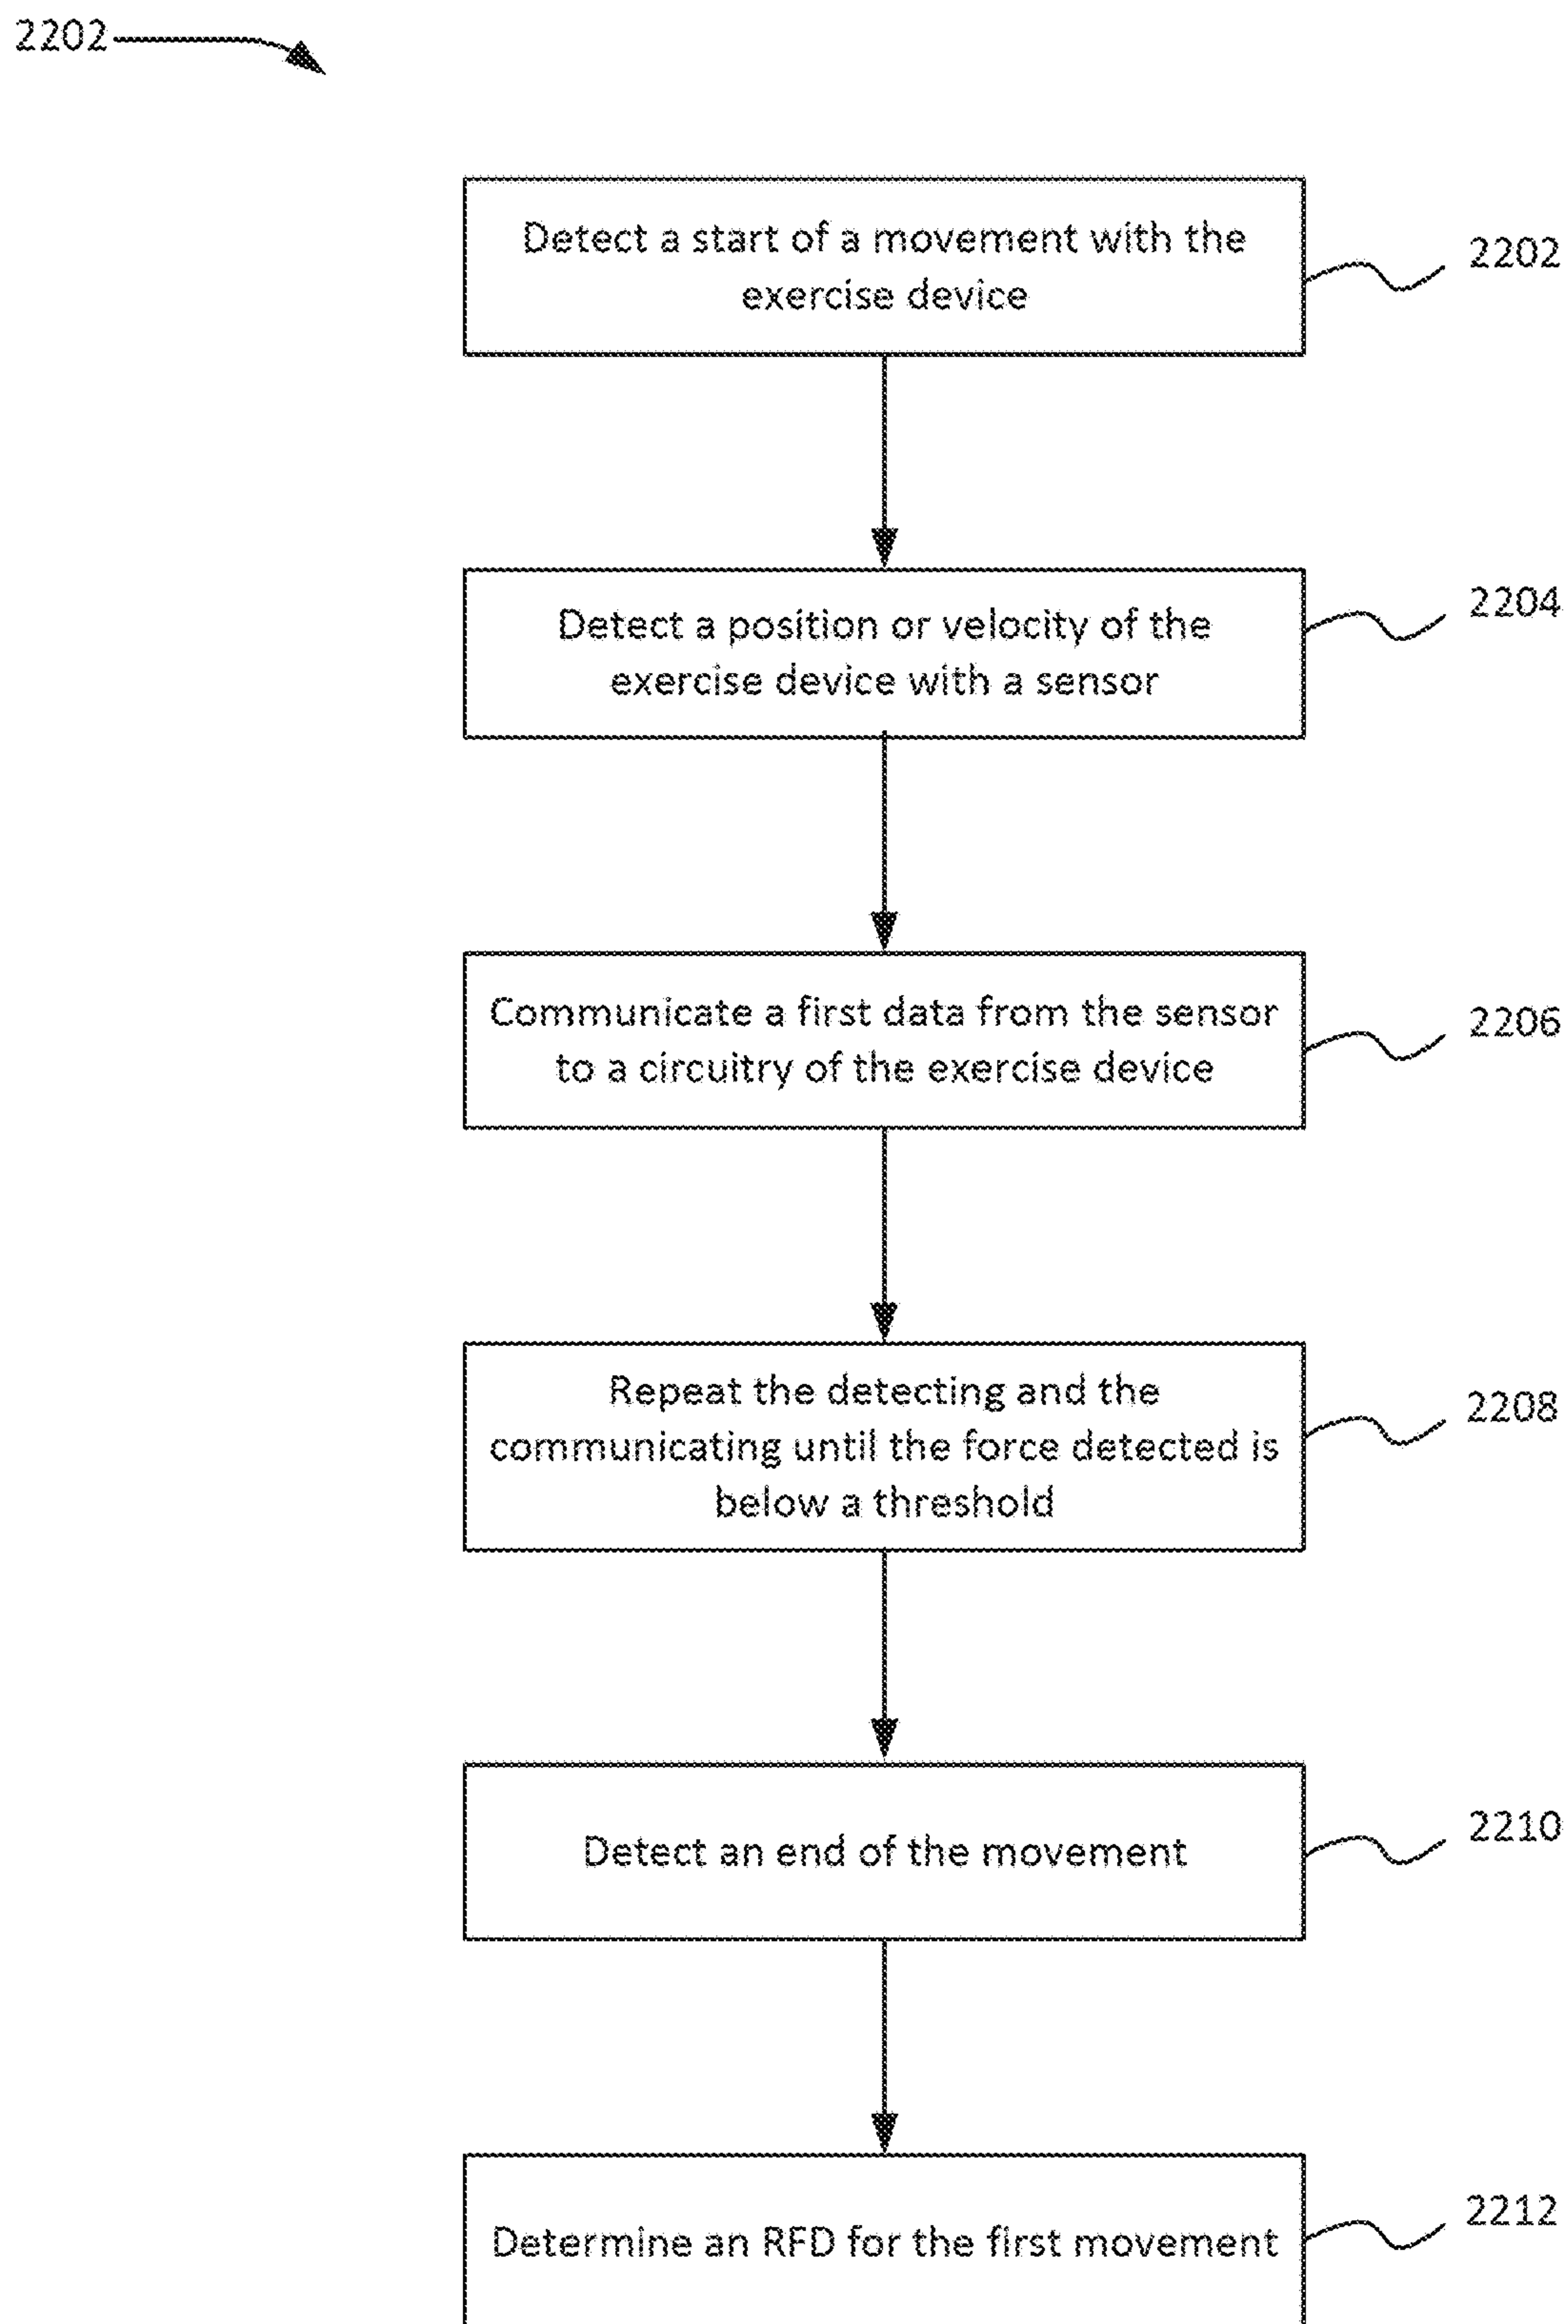 2202
Detect a start of a movement with the
exercise device
2202
Detect a position or velocity of the
exercise device with a sensor
2204
Communicate a first data from the sensor
to a circuitry of the exercise device
2206
Repeat the detecting and the
communicating until the force detected is
below a threshold
2208
Detect an end of the movement
2210
Determine an RFD for the first movement
2212